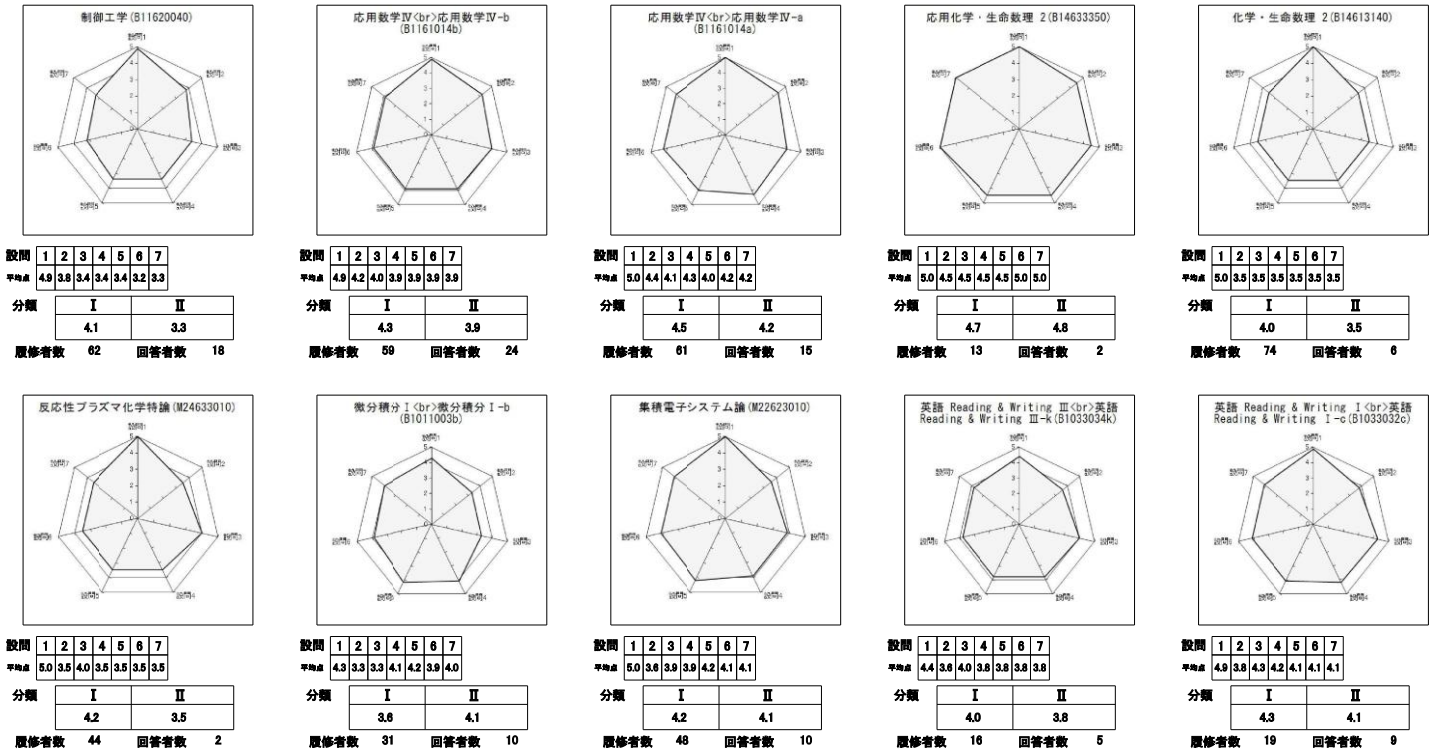 制御工学(B11620040)
設問 1 2 3 4 5 6 7
平均点 4.9 3.8 3.4 3.4 3.4 3.2 3.3
分類 Ⅰ Ⅱ
4.1 3.3
履修者数 62 回答者数 18
応用数学Ⅳ<br>応用数学Ⅳ-b
(B1161014b)
設問 1 2 3 4 5 6 7
平均点 4.9 4.2 4.0 3.9 3.9 3.9 3.9
分類 Ⅰ Ⅱ
4.3 3.9
履修者数 59 回答者数 24
応用数学Ⅳ<br>応用数学Ⅳ-a
(B1161014a)
設問 1 2 3 4 5 6 7
平均点 5.0 4.4 4.1 4.3 4.0 4.2 4.2
分類 Ⅰ Ⅱ
4.5 4.2
履修者数 61 回答者数 15
応用化学・生命数理 2(B14633350)
設問 1 2 3 4 5 6 7
平均点 5.0 4.5 4.5 4.5 4.5 5.0 5.0
分類 Ⅰ Ⅱ
4.7 4.8
履修者数 13 回答者数 2
化学・生命数理 2(B14613140)
設問 1 2 3 4 5 6 7
平均点 5.0 3.5 3.5 3.5 3.5 3.5 3.5
分類 Ⅰ Ⅱ
4.0 3.5
履修者数 74 回答者数 6
反応性プラズマ化学特論(M24633010)
設問 1 2 3 4 5 6 7
平均点 5.0 3.5 4.0 3.5 3.5 3.5 3.5
分類 Ⅰ Ⅱ
4.2 3.5
履修者数 44 回答者数 2
微分積分Ⅰ<br>微分積分Ⅰ-b
(B1011003b)
設問 1 2 3 4 5 6 7
平均点 4.3 3.3 3.3 4.1 4.2 3.9 4.0
分類 Ⅰ Ⅱ
3.6 4.1
履修者数 31 回答者数 10
集積電子システム論(M22623010)
設問 1 2 3 4 5 6 7
平均点 5.0 3.6 3.9 3.9 4.2 4.1 4.1
分類 Ⅰ Ⅱ
4.2 4.1
履修者数 48 回答者数 10
英語 Reading & Writing Ⅲ<br>英語
Reading & Writing Ⅲ-k(B1033034k)
設問 1 2 3 4 5 6 7
平均点 4.4 3.6 4.0 3.8 3.8 3.8 3.8
分類 Ⅰ Ⅱ
4.0 3.8
履修者数 16 回答者数 5
英語 Reading & Writing Ⅰ<br>英語
Reading & Writing Ⅰ-c(B1033032c)
設問 1 2 3 4 5 6 7
平均点 4.9 3.8 4.3 4.2 4.1 4.1 4.1
分類 Ⅰ Ⅱ
4.3 4.1
履修者数 19 回答者数 9